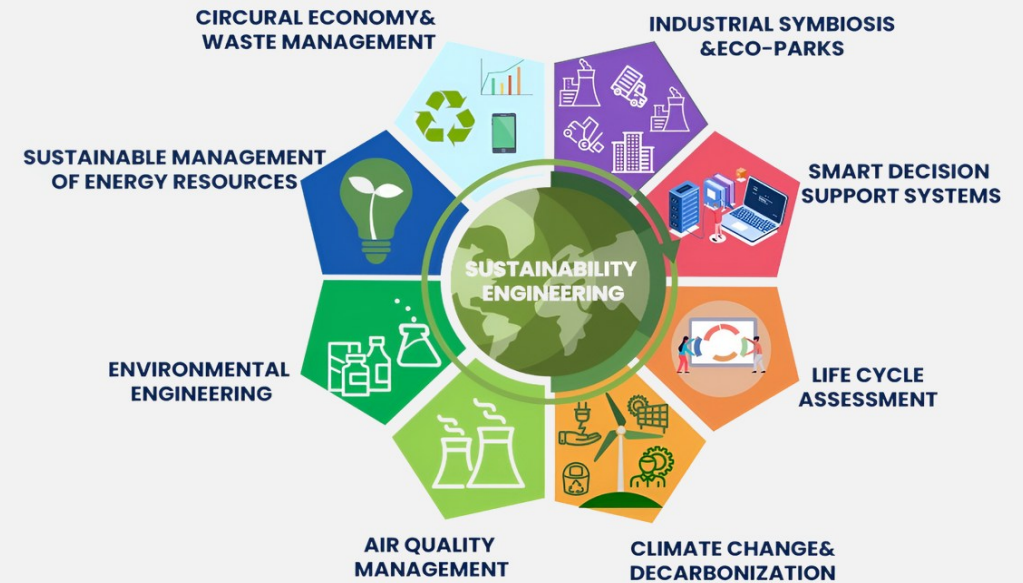 CIRCURAL ECONOMY&
WASTE MANAGEMENT
INDUSTRIAL SYMBIOSIS
&ECO-PARKS
SUSTAINABLE MANAGEMENT
OF ENERGY RESOURCES
SMART DECISION
SUPPORT SYSTEMS
SUSTAINABILITY
ENGINEERING
ENVIRONMENTAL
ENGINEERING
LIFE CYCLE
ASSESSMENT
AIR QUALITY
MANAGEMENT
CLIMATE CHANGE&
DECARBONIZATION